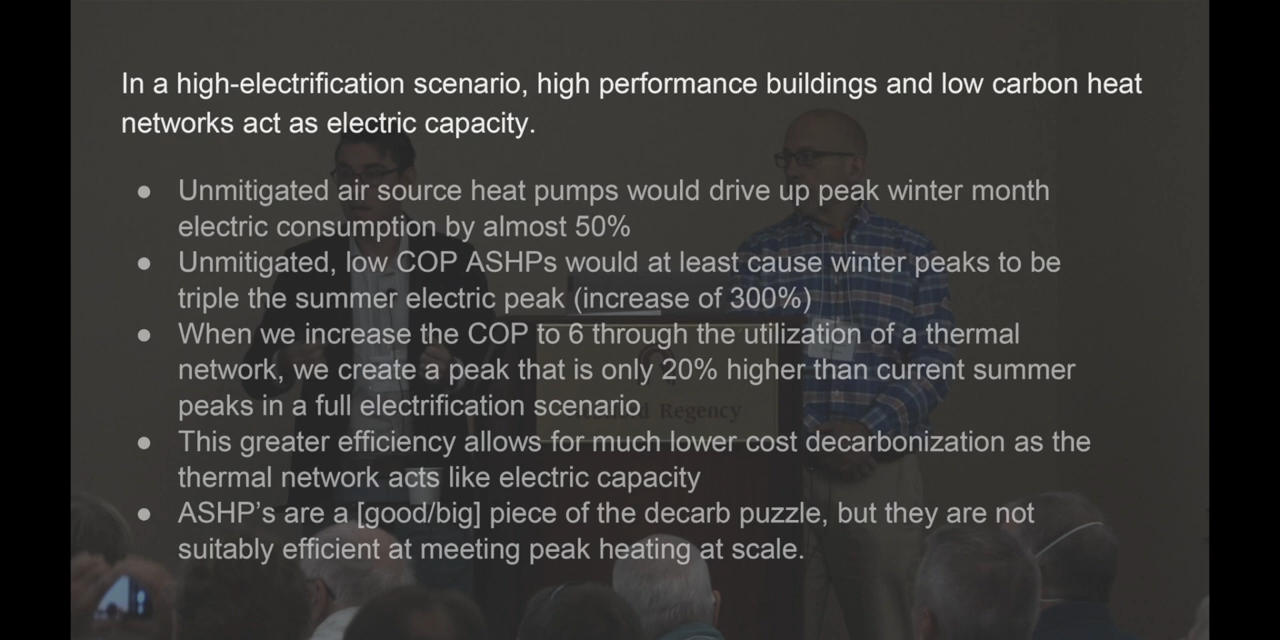 In a high-electrification scenario, high performance buildings and low carbon heat
networks act as electric capacity.
● Unmitigated air source heat pumps would drive up peak winter month
electric consumption by almost 50%
● Unmitigated, low COP ASHPs would at least cause winter peaks to be
triple the summer electric peak (increase of 300%)
● When we increase the COP to 6 through the utilization of a thermal
network, we create a peak that is only 20% higher than current summer
peaks in a full electrification scenario
● This greater efficiency allows for much lower cost decarbonization as the
thermal network acts like electric capacity
● ASHP's are a [good/big] piece of the decarb puzzle, but they are not
suitably efficient at meeting peak heating at scale.
Regency